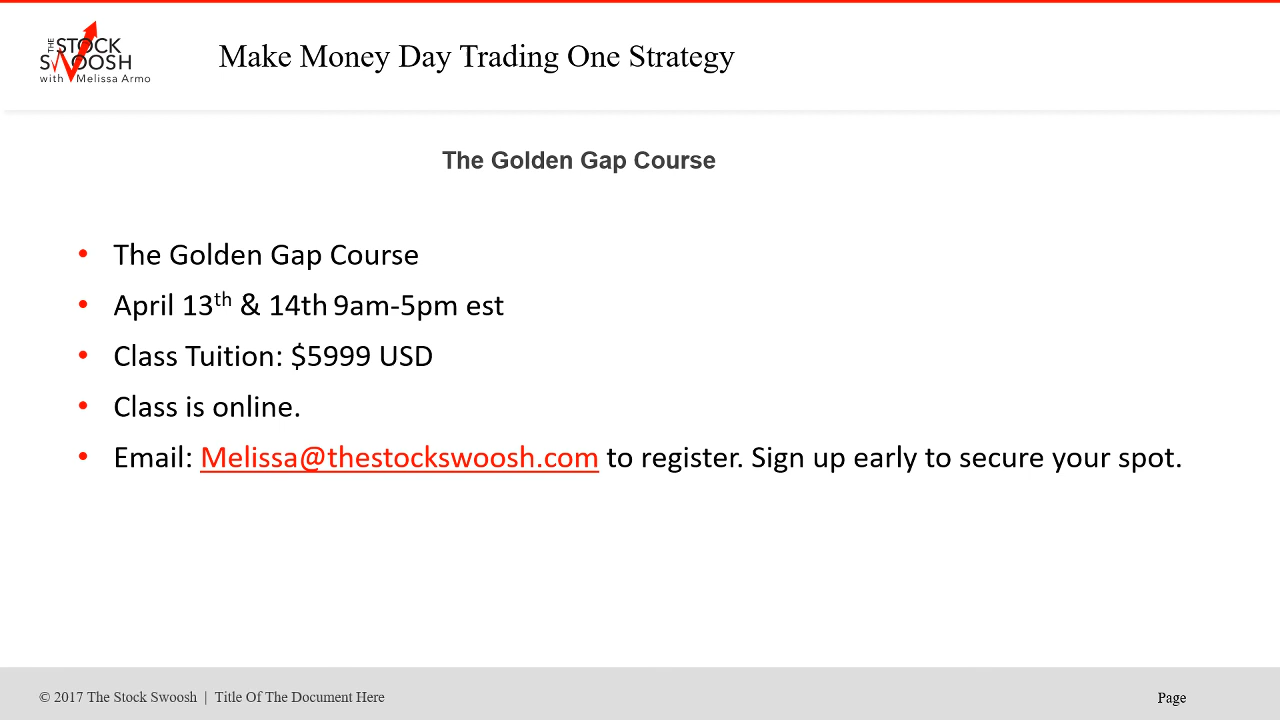 THE STOCK
SWOOSH
with Melissa Armo
Make Money Day Trading One Strategy
The Golden Gap Course
• The Golden Gap Course
• April 13th & 14th 9am-5pm est
• Class Tuition: $5999 USD
• Class is online.
• Email: Melissa@thestockswoosh.com to register. Sign up early to secure your spot.
© 2017 The Stock Swoosh | Title Of The Document Here
Page